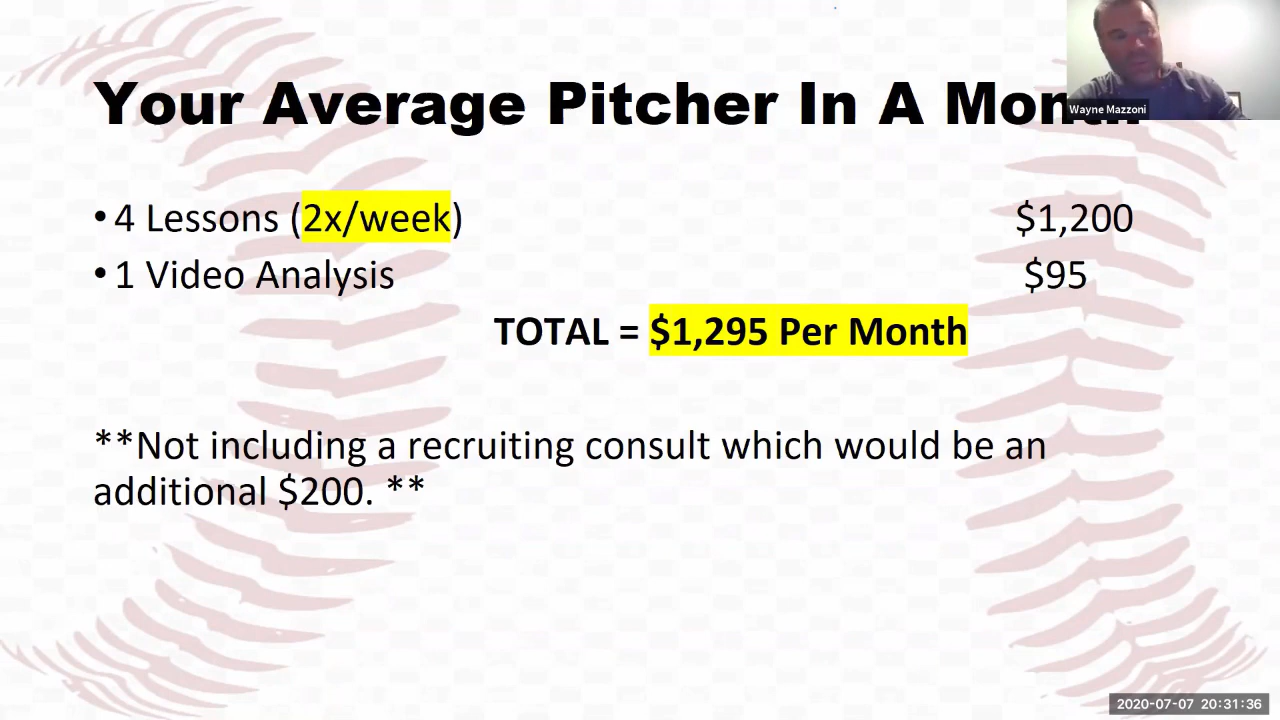 Your Average Pitcher In A Mon
Wayne Mazzoni
• 4 Lessons (2x/week) $1,200
• 1 Video Analysis $95
TOTAL = $1,295 Per Month
**Not including a recruiting consult which would be an
additional $200. **
2020-07-07 20:31:36